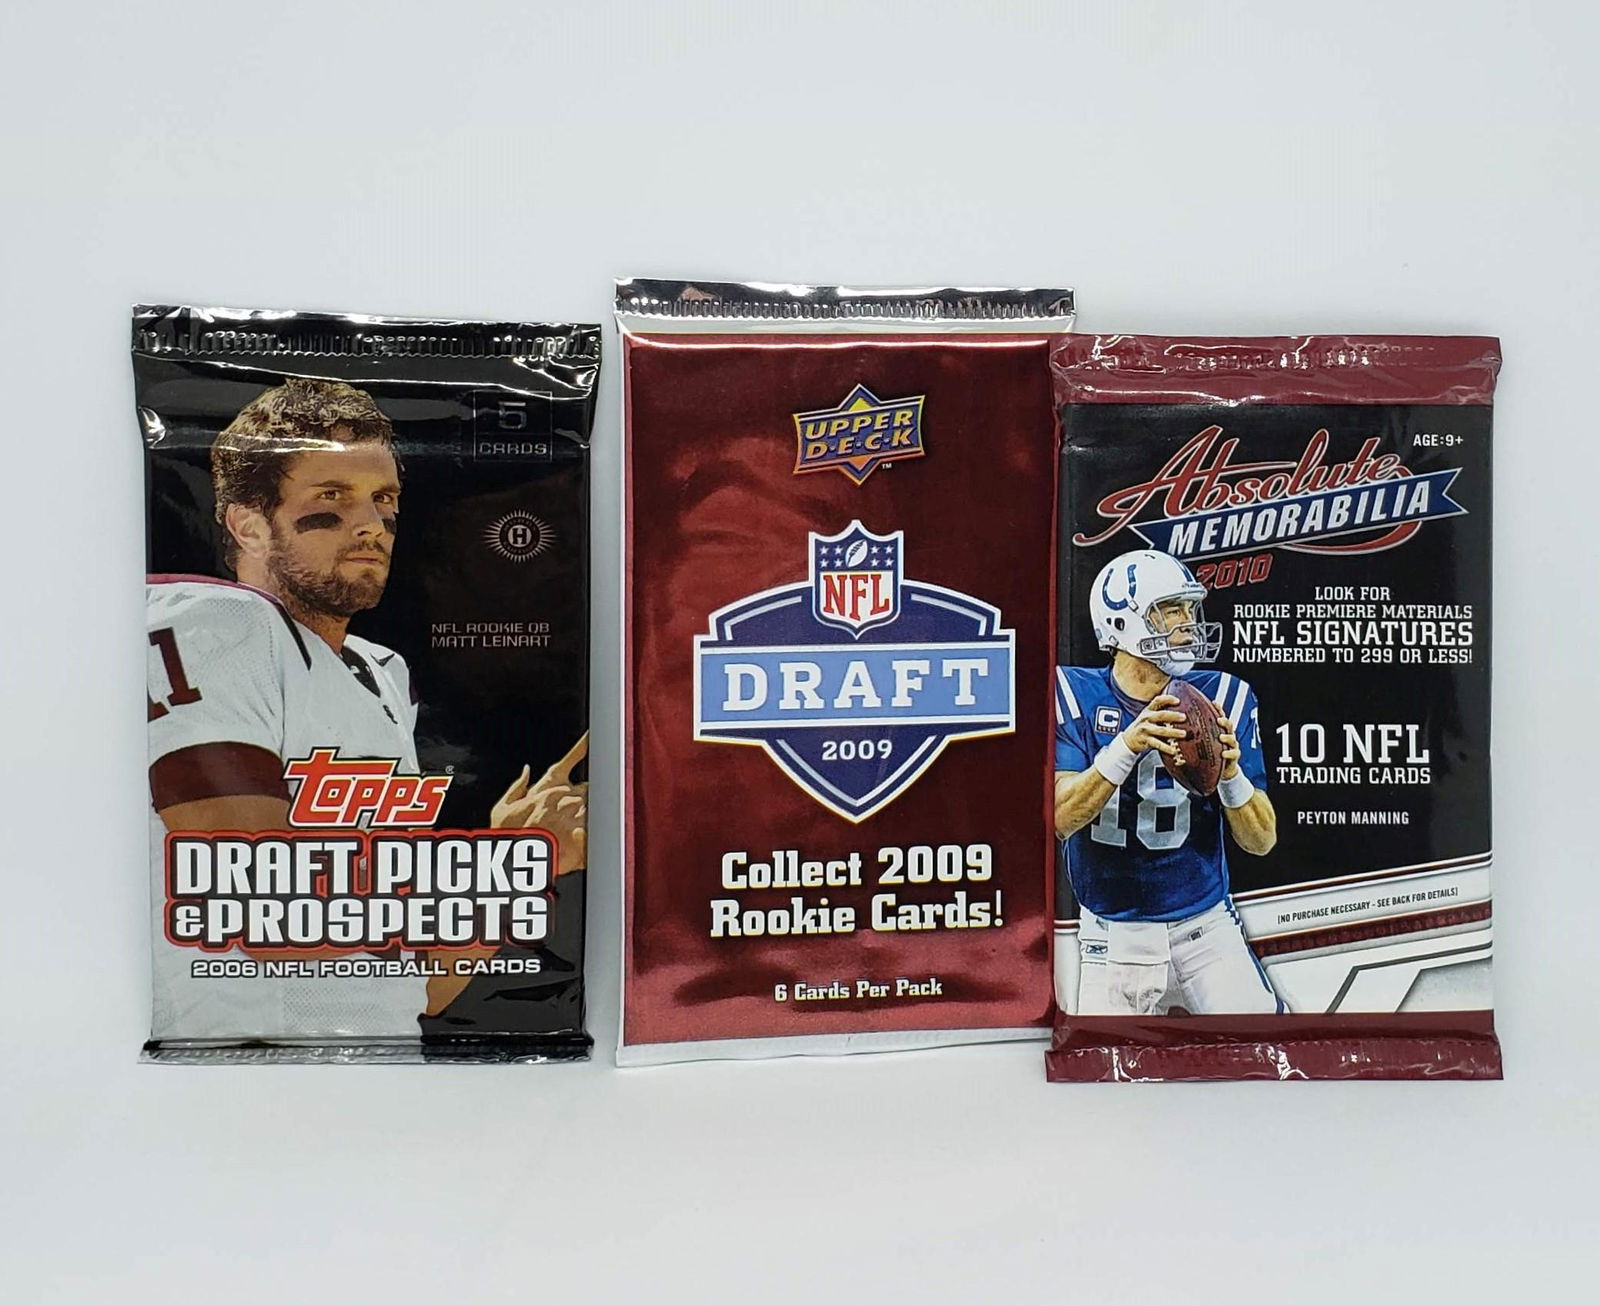 5
CARDS
H
NFL ROOKIE QB
MATT LEINART
11
Topps
DRAFT PICKS
& PROSPECTS
2006 NFL FOOTBALL CARDS
UPPER
D·E·C·K
TM
NFL
DRAFT
2009
Collect 2009
Rookie Cards!
6 Cards Per Pack
AGE:9+
Absolute
MEMORABILIA
2010
LOOK FOR
ROOKIE PREMIERE MATERIALS
NFL SIGNATURES
NUMBERED TO 299 OR LESS!
10 NFL
TRADING CARDS
PEYTON MANNING
C
18
[NO PURCHASE NECESSARY - SEE BACK FOR DETAILS]